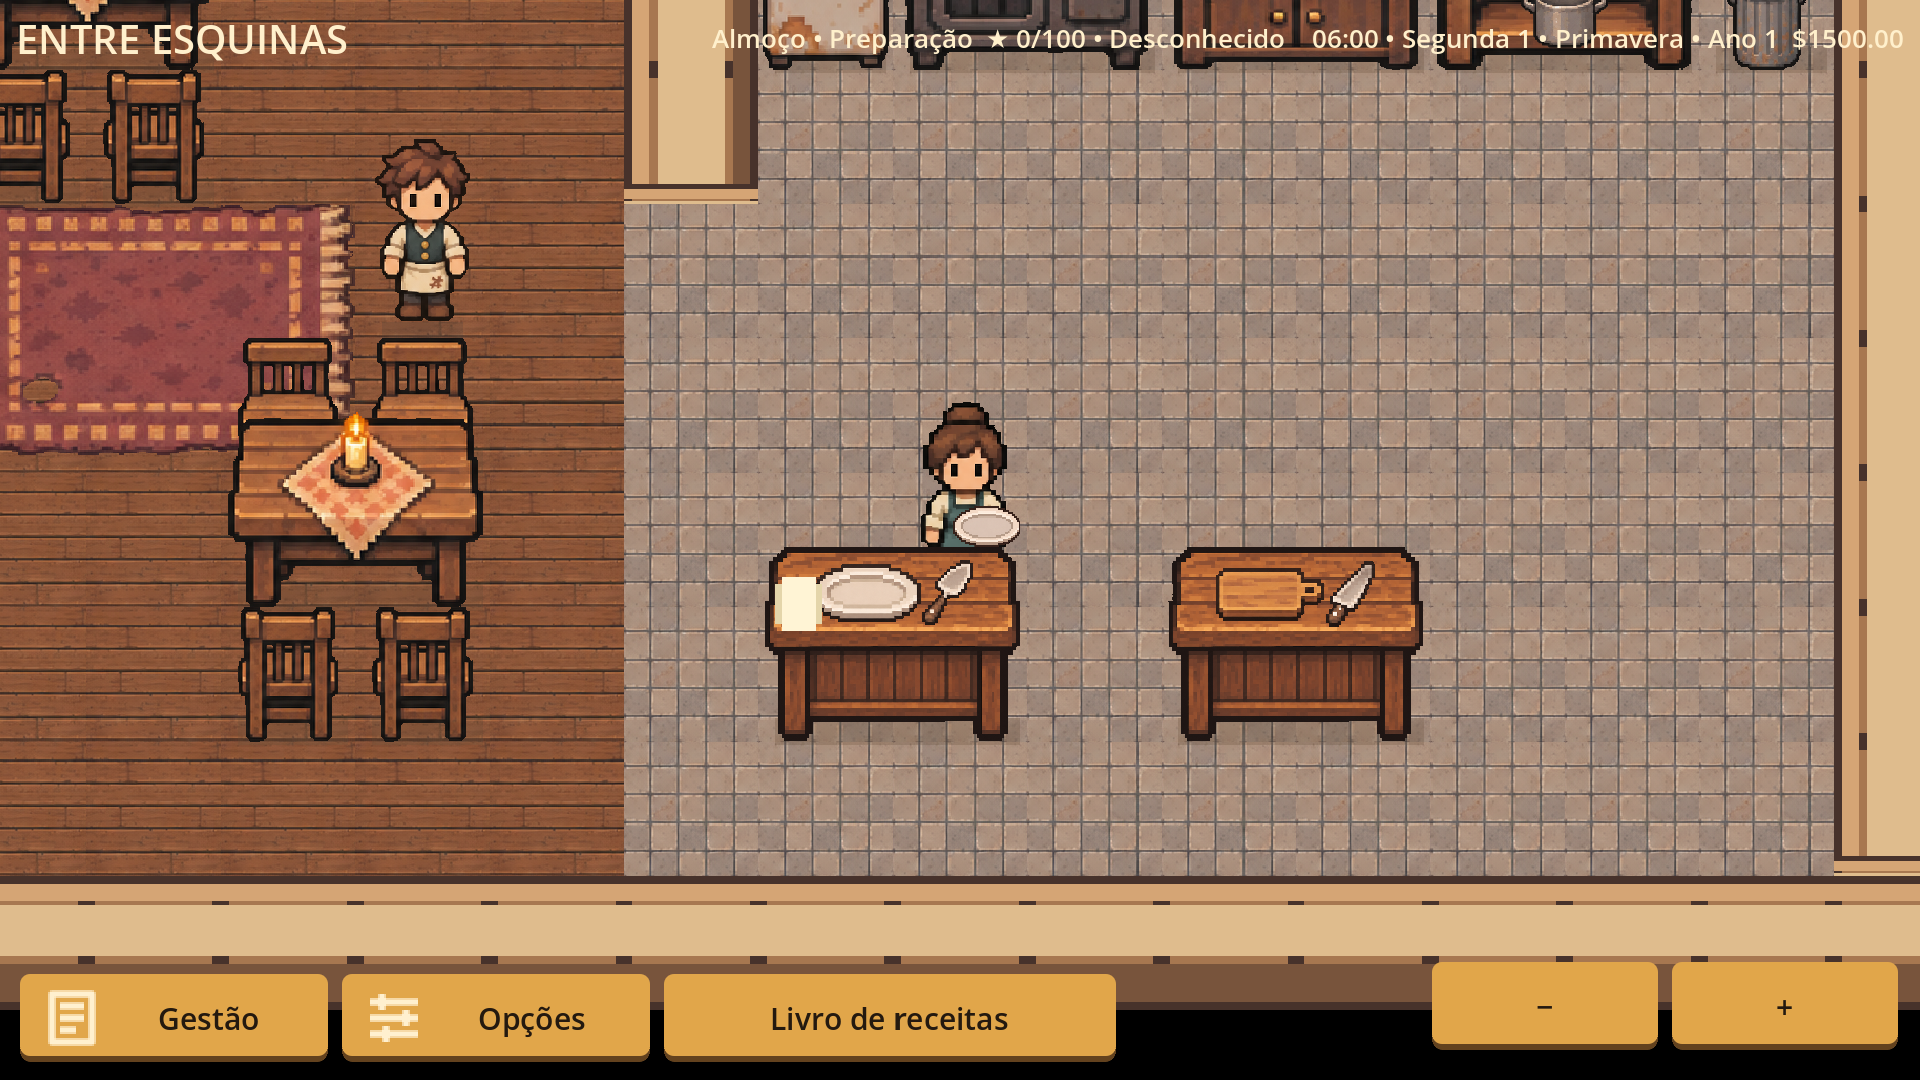 ENTRE ESQUINAS
Almoço • Preparação ★ 0/100 • Desconhecido 06:00 • Segunda 1 • Primavera • Ano 1 $1500.00
Gestão
Opções
Livro de receitas
−
+